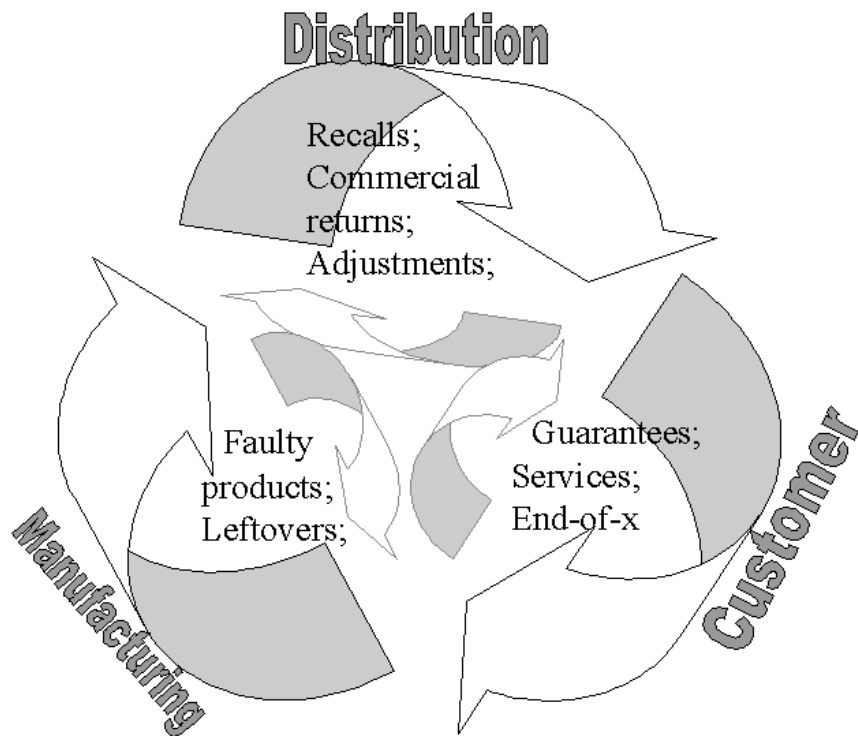 Distribution
Recalls;
Commercial
returns;
Adjustments;
Faulty
products;
Leftovers;
Guarantees;
Services;
End-of-x
Manufacturing
Customer